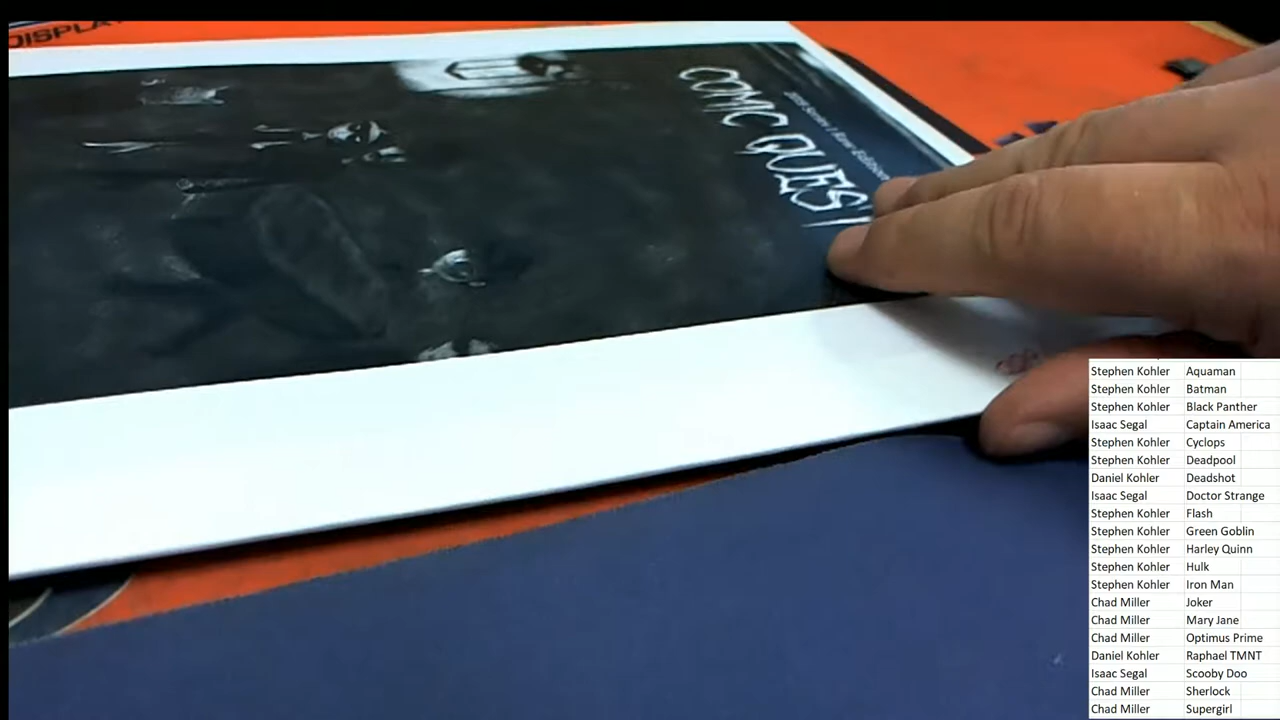 DISPLA
COMIC QUEST
Edition
Stephen Kohler Aquaman
Stephen Kohler Batman
Stephen Kohler Black Panther
Isaac Segal Captain America
Stephen Kohler Cyclops
Stephen Kohler Deadpool
Daniel Kohler Deadshot
Isaac Segal Doctor Strange
Stephen Kohler Flash
Stephen Kohler Green Goblin
Stephen Kohler Harley Quinn
Stephen Kohler Hulk
Stephen Kohler Iron Man
Chad Miller Joker
Chad Miller Mary Jane
Chad Miller Optimus Prime
Daniel Kohler Raphael TMNT
Isaac Segal Scooby Doo
Chad Miller Sherlock
Chad Miller Supergirl